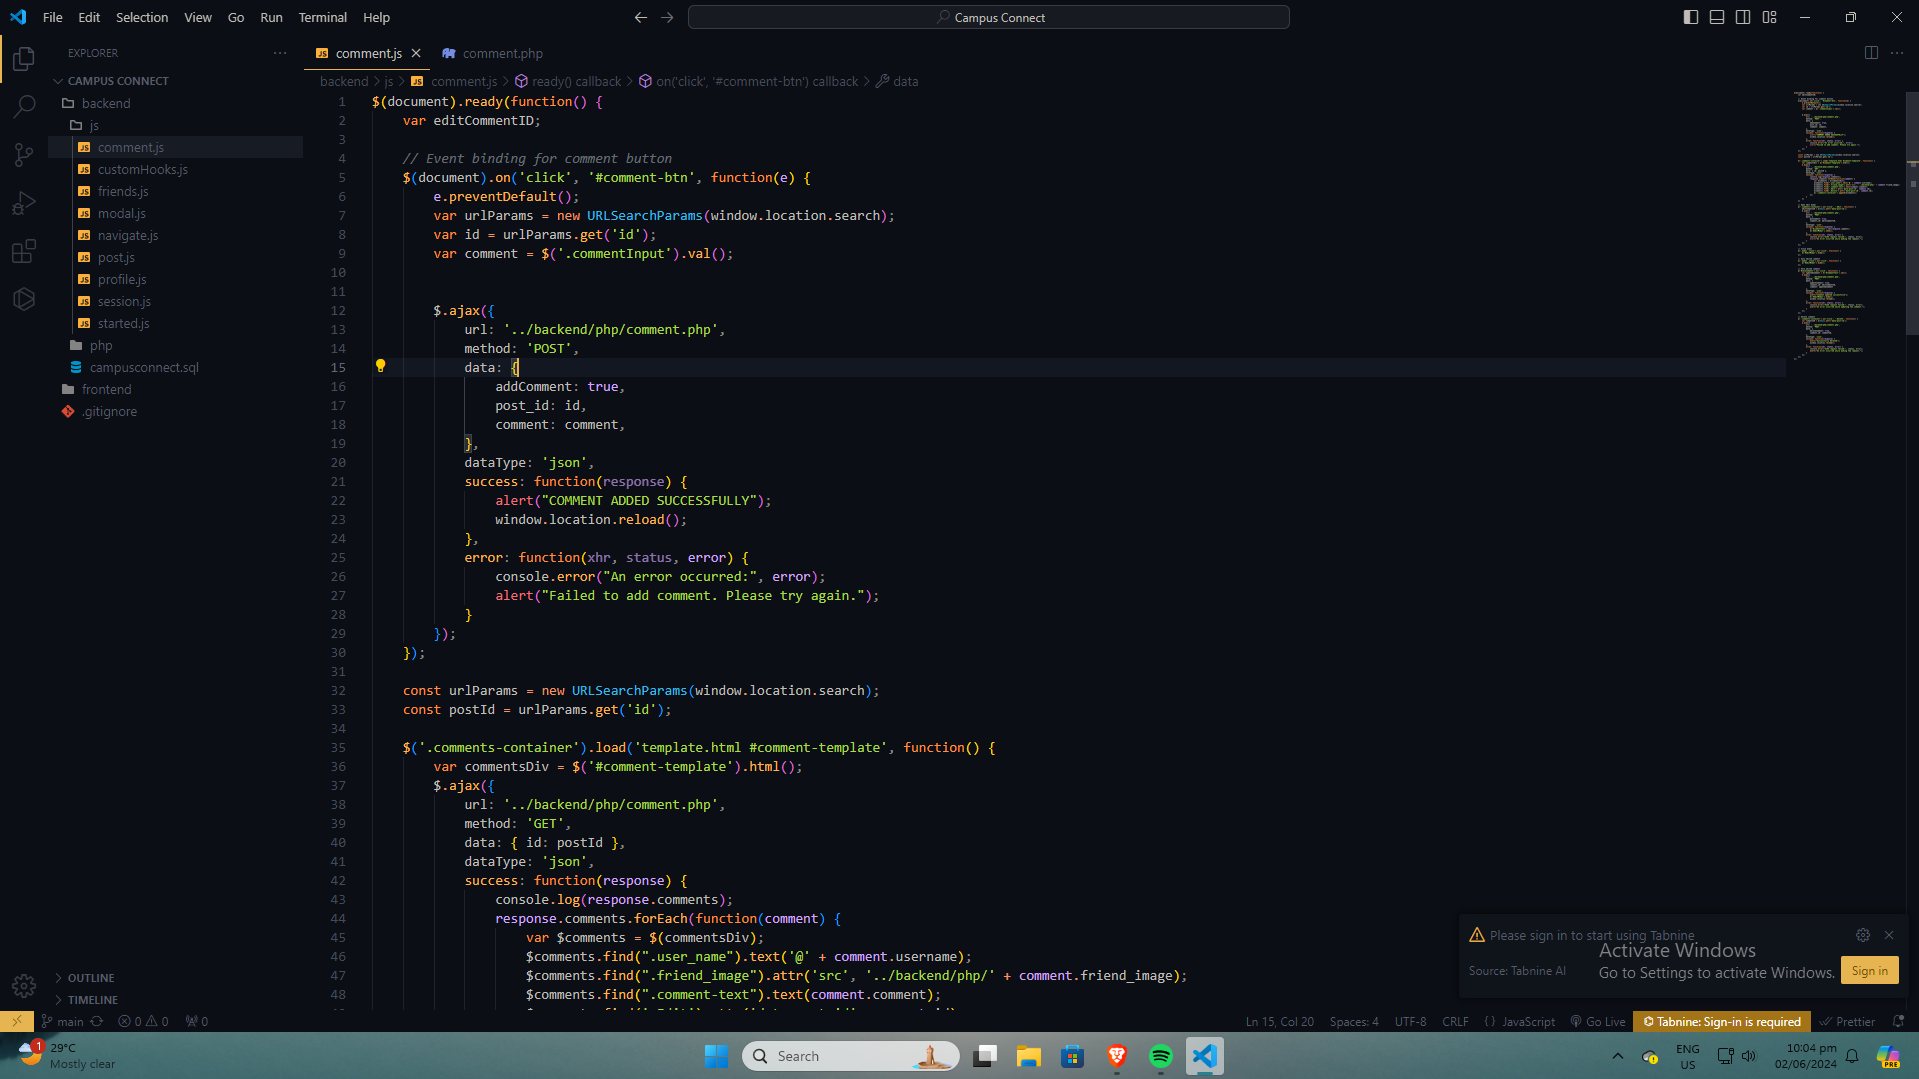 File Edit Selection View Go Run Terminal Help
Campus Connect
EXPLORER
CAMPUS CONNECT
backend
js
comment.js
customHooks.js
friends.js
modal.js
navigate.js
post.js
profile.js
session.js
started.js
php
campusconnect.sql
frontend
.gitignore
OUTLINE
TIMELINE
comment.js
comment.php
backend > js > comment.js > ready() callback > on('click', '#comment-btn') callback > data
1 $(document).ready(function() {
2 var editCommentID;
3
4 // Event binding for comment button
5 $(document).on('click', '#comment-btn', function(e) {
6 e.preventDefault();
7 var urlParams = new URLSearchParams(window.location.search);
8 var id = urlParams.get('id');
9 var comment = $('.commentInput').val();
10
11
12 $.ajax({
13 url: '../backend/php/comment.php',
14 method: 'POST',
15 data: {
16 addComment: true,
17 post_id: id,
18 comment: comment,
19 },
20 dataType: 'json',
21 success: function(response) {
22 alert("COMMENT ADDED SUCCESSFULLY");
23 window.location.reload();
24 },
25 error: function(xhr, status, error) {
26 console.error("An error occurred:", error);
27 alert("Failed to add comment. Please try again.");
28 }
29 });
30 });
31
32 const urlParams = new URLSearchParams(window.location.search);
33 const postId = urlParams.get('id');
34
35 $('.comments-container').load('template.html #comment-template', function() {
36 var commentsDiv = $('#comment-template').html();
37 $.ajax({
38 url: '../backend/php/comment.php',
39 method: 'GET',
40 data: { id: postId },
41 dataType: 'json',
42 success: function(response) {
43 console.log(response.comments);
44 response.comments.forEach(function(comment) {
45 var $comments = $(commentsDiv);
46 $comments.find(".user_name").text('@' + comment.username);
47 $comments.find(".friend_image").attr('src', '../backend/php/' + comment.friend_image);
48 $comments.find(".comment-text").text(comment.comment);
Please sign in to start using Tabnine
Source: Tabnine AI
Sign in
Activate Windows
Go to Settings to activate Windows.
main 0 0 0
Ln 15, Col 20 Spaces: 4 UTF-8 CRLF {} JavaScript Go Live Tabnine: Sign-in is required Prettier
1
29°C
Mostly clear
Search
ENG
US
10:04 pm
02/06/2024
PRE